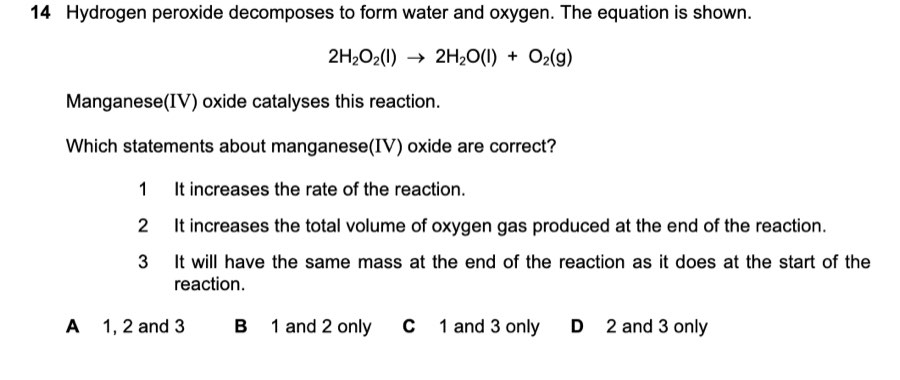 14 Hydrogen peroxide decomposes to form water and oxygen. The equation is shown.
2H₂O₂(l) → 2H₂O(l) + O₂(g)
Manganese(IV) oxide catalyses this reaction.
Which statements about manganese(IV) oxide are correct?
1 It increases the rate of the reaction.
2 It increases the total volume of oxygen gas produced at the end of the reaction.
3 It will have the same mass at the end of the reaction as it does at the start of the
reaction.
A 1, 2 and 3 B 1 and 2 only C 1 and 3 only D 2 and 3 only